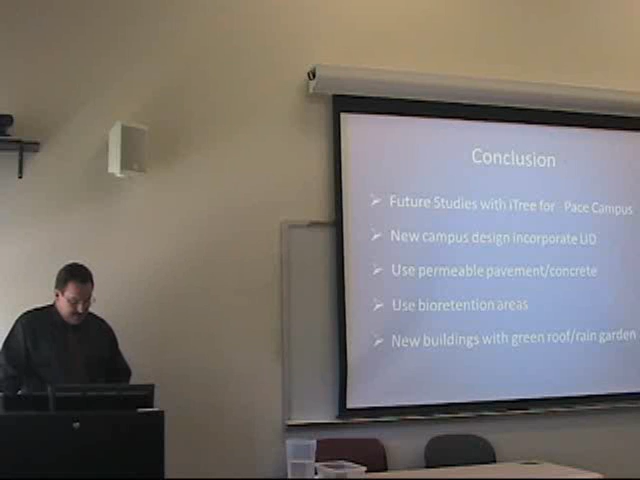 Conclusion
➢ Future Studies with iTree for Pace Campus
➢ New campus design incorporate LID
➢ Use permeable pavement/concrete
➢ Use bioretention areas
➢ New buildings with green roof/rain garden